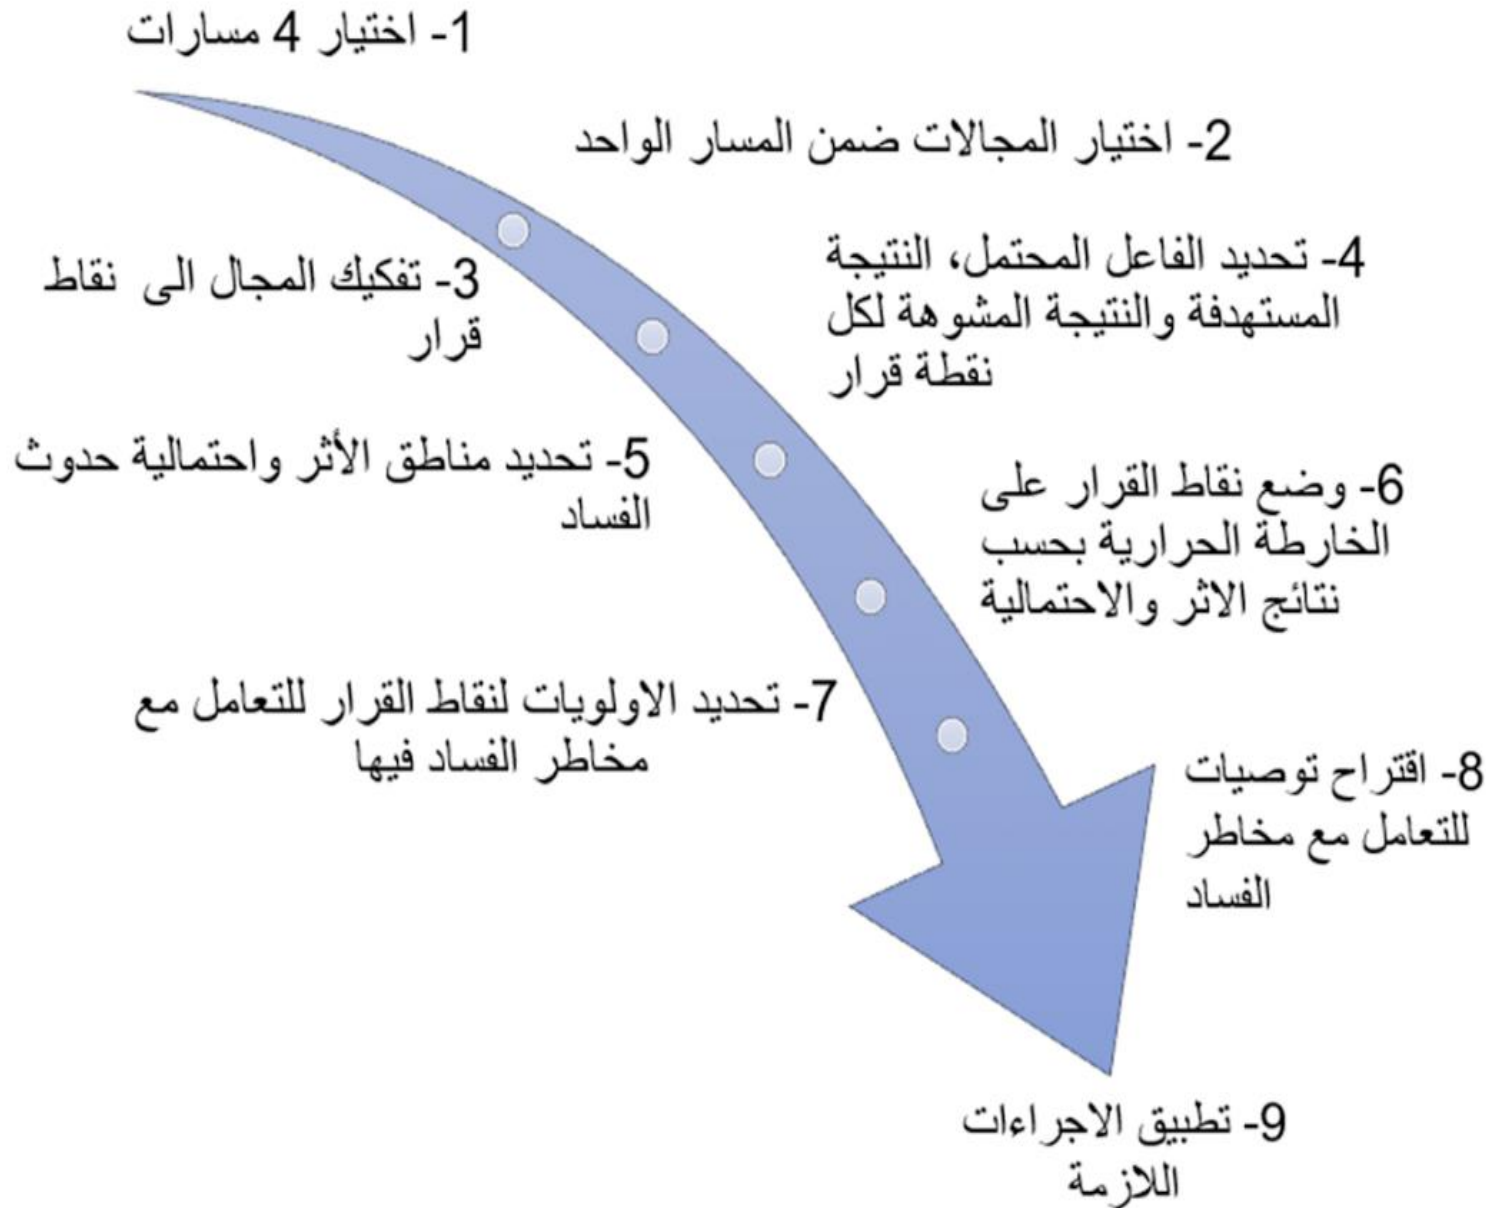 1- اختيار 4 مسارات
2- اختيار المجالات ضمن المسار الواحد
3- تفكيك المجال الى نقاط
قرار
4- تحديد الفاعل المحتمل، النتيجة
المستهدفة والنتيجة المشوهة لكل
نقطة قرار
5- تحديد مناطق الأثر واحتمالية حدوث
الفساد
6- وضع نقاط القرار على
الخارطة الحرارية بحسب
نتائج الاثر والاحتمالية
7- تحديد الاولويات لنقاط القرار للتعامل مع
مخاطر الفساد فيها
8- اقتراح توصيات
للتعامل مع مخاطر
الفساد
9- تطبيق الاجراءات
اللازمة